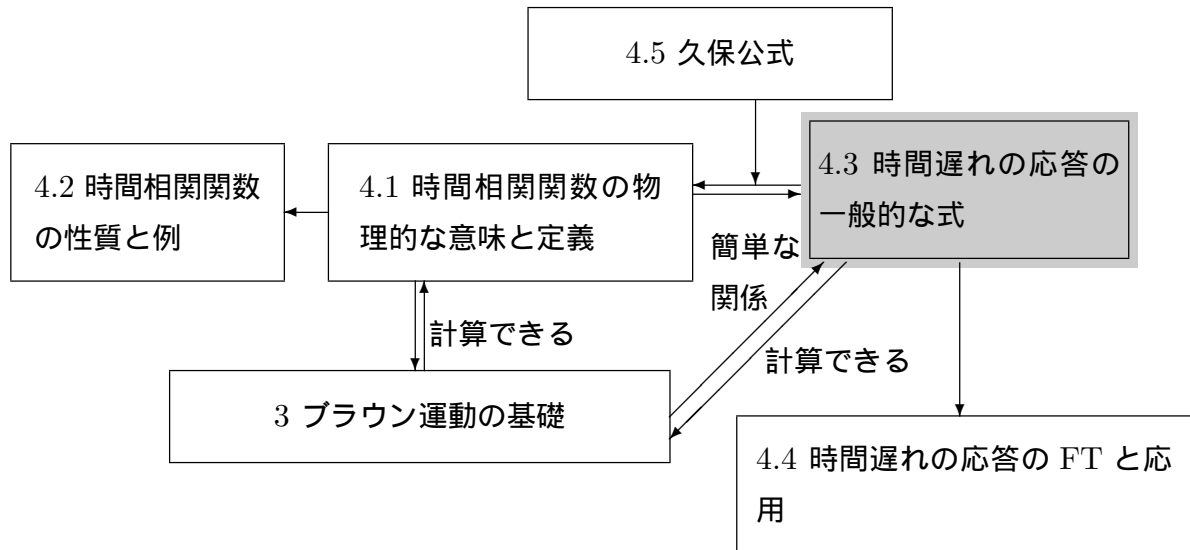 4.5 久保公式
4.2 時間相関関数
の性質と例
4.1 時間相関関数の物
理的な意味と定義
4.3 時間遅れの応答の
一般的な式
簡単な
関係
計算できる
計算できる
3 ブラウン運動の基礎
4.4 時間遅れの応答の FT と応
用